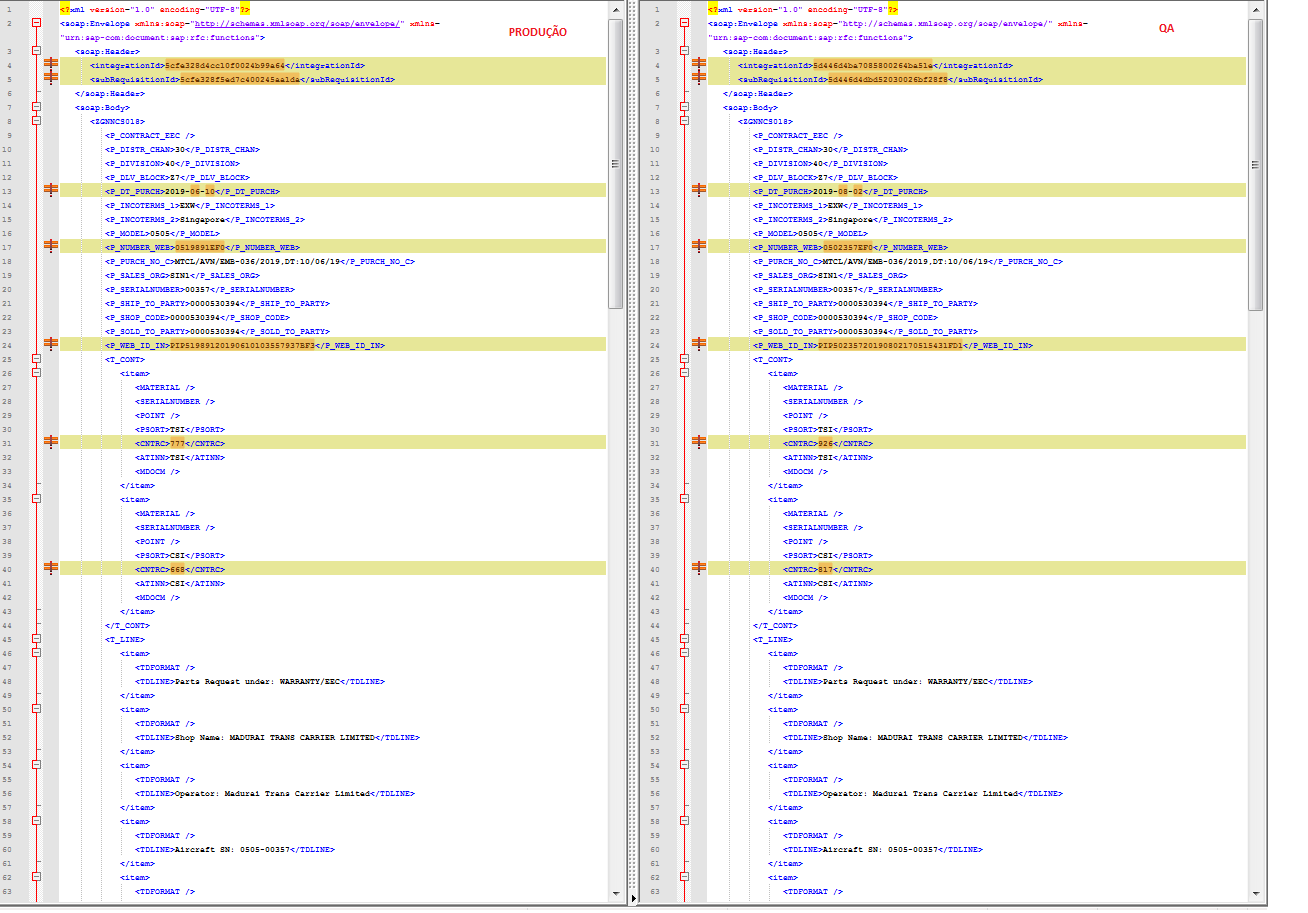 PRODUÇÃO
1 <?xml version="1.0" encoding="UTF-8"?>
2 <soap:Envelope xmlns:soap="http://schemas.xmlsoap.org/soap/envelope/" xmlns=
"urn:sap-com:document:sap:rfc:functions">
3 <soap:Header>
4 <integrationId>5cfe328d4cc10f0024b99a64</integrationId>
5 <subRequisitionId>5cfe328f5ed7c400245ea1de</subRequisitionId>
6 </soap:Header>
7 <soap:Body>
8 <ZGNNCS018>
9 <P_CONTRACT_EEC />
10 <P_DISTR_CHAN>30</P_DISTR_CHAN>
11 <P_DIVISION>40</P_DIVISION>
12 <P_DLV_BLOCK>Z7</P_DLV_BLOCK>
13 <P_DT_PURCH>2019-06-10</P_DT_PURCH>
14 <P_INCOTERMS_1>EXW</P_INCOTERMS_1>
15 <P_INCOTERMS_2>Singapore</P_INCOTERMS_2>
16 <P_MODEL>0505</P_MODEL>
17 <P_NUMBER_WEB>0519891EF0</P_NUMBER_WEB>
18 <P_PURCH_NO_C>MTCL/AVN/EMB-036/2019,DT:10/06/19</P_PURCH_NO_C>
19 <P_SALES_ORG>SIN1</P_SALES_ORG>
20 <P_SERIALNUMBER>00357</P_SERIALNUMBER>
21 <P_SHIP_TO_PARTY>0000530394</P_SHIP_TO_PARTY>
22 <P_SHOP_CODE>0000530394</P_SHOP_CODE>
23 <P_SOLD_TO_PARTY>0000530394</P_SOLD_TO_PARTY>
24 <P_WEB_ID_IN>PIP51989120190610103557937BF3</P_WEB_ID_IN>
25 <T_CONT>
26 <item>
27 <MATERIAL />
28 <SERIALNUMBER />
29 <POINT />
30 <PSORT>TSI</PSORT>
31 <CNTRC>777</CNTRC>
32 <ATINN>TSI</ATINN>
33 <MDOCM />
34 </item>
35 <item>
36 <MATERIAL />
37 <SERIALNUMBER />
38 <POINT />
39 <PSORT>CSI</PSORT>
40 <CNTRC>668</CNTRC>
41 <ATINN>CSI</ATINN>
42 <MDOCM />
43 </item>
44 </T_CONT>
45 <T_LINE>
46 <item>
47 <TDFORMAT />
48 <TDLINE>Parts Request under: WARRANTY/EEC</TDLINE>
49 </item>
50 <item>
51 <TDFORMAT />
52 <TDLINE>Shop Name: MADURAI TRANS CARRIER LIMITED</TDLINE>
53 </item>
54 <item>
55 <TDFORMAT />
56 <TDLINE>Operator: Madurai Trans Carrier Limited</TDLINE>
57 </item>
58 <item>
59 <TDFORMAT />
60 <TDLINE>Aircraft SN: 0505-00357</TDLINE>
61 </item>
62 <item>
63 <TDFORMAT />
QA
1 <?xml version="1.0" encoding="UTF-8"?>
2 <soap:Envelope xmlns:soap="http://schemas.xmlsoap.org/soap/envelope/" xmlns=
"urn:sap-com:document:sap:rfc:functions">
3 <soap:Header>
4 <integrationId>5d446d4ba7085800264ba51e</integrationId>
5 <subRequisitionId>5d446d4dbd52030026bf28f8</subRequisitionId>
6 </soap:Header>
7 <soap:Body>
8 <ZGNNCS018>
9 <P_CONTRACT_EEC />
10 <P_DISTR_CHAN>30</P_DISTR_CHAN>
11 <P_DIVISION>40</P_DIVISION>
12 <P_DLV_BLOCK>Z7</P_DLV_BLOCK>
13 <P_DT_PURCH>2019-08-02</P_DT_PURCH>
14 <P_INCOTERMS_1>EXW</P_INCOTERMS_1>
15 <P_INCOTERMS_2>Singapore</P_INCOTERMS_2>
16 <P_MODEL>0505</P_MODEL>
17 <P_NUMBER_WEB>0502357EF0</P_NUMBER_WEB>
18 <P_PURCH_NO_C>MTCL/AVN/EMB-036/2019,DT:10/06/19</P_PURCH_NO_C>
19 <P_SALES_ORG>SIN1</P_SALES_ORG>
20 <P_SERIALNUMBER>00357</P_SERIALNUMBER>
21 <P_SHIP_TO_PARTY>0000530394</P_SHIP_TO_PARTY>
22 <P_SHOP_CODE>0000530394</P_SHOP_CODE>
23 <P_SOLD_TO_PARTY>0000530394</P_SOLD_TO_PARTY>
24 <P_WEB_ID_IN>PIP50235720190802170515431FD1</P_WEB_ID_IN>
25 <T_CONT>
26 <item>
27 <MATERIAL />
28 <SERIALNUMBER />
29 <POINT />
30 <PSORT>TSI</PSORT>
31 <CNTRC>926</CNTRC>
32 <ATINN>TSI</ATINN>
33 <MDOCM />
34 </item>
35 <item>
36 <MATERIAL />
37 <SERIALNUMBER />
38 <POINT />
39 <PSORT>CSI</PSORT>
40 <CNTRC>817</CNTRC>
41 <ATINN>CSI</ATINN>
42 <MDOCM />
43 </item>
44 </T_CONT>
45 <T_LINE>
46 <item>
47 <TDFORMAT />
48 <TDLINE>Parts Request under: WARRANTY/EEC</TDLINE>
49 </item>
50 <item>
51 <TDFORMAT />
52 <TDLINE>Shop Name: MADURAI TRANS CARRIER LIMITED</TDLINE>
53 </item>
54 <item>
55 <TDFORMAT />
56 <TDLINE>Operator: Madurai Trans Carrier Limited</TDLINE>
57 </item>
58 <item>
59 <TDFORMAT />
60 <TDLINE>Aircraft SN: 0505-00357</TDLINE>
61 </item>
62 <item>
63 <TDFORMAT />